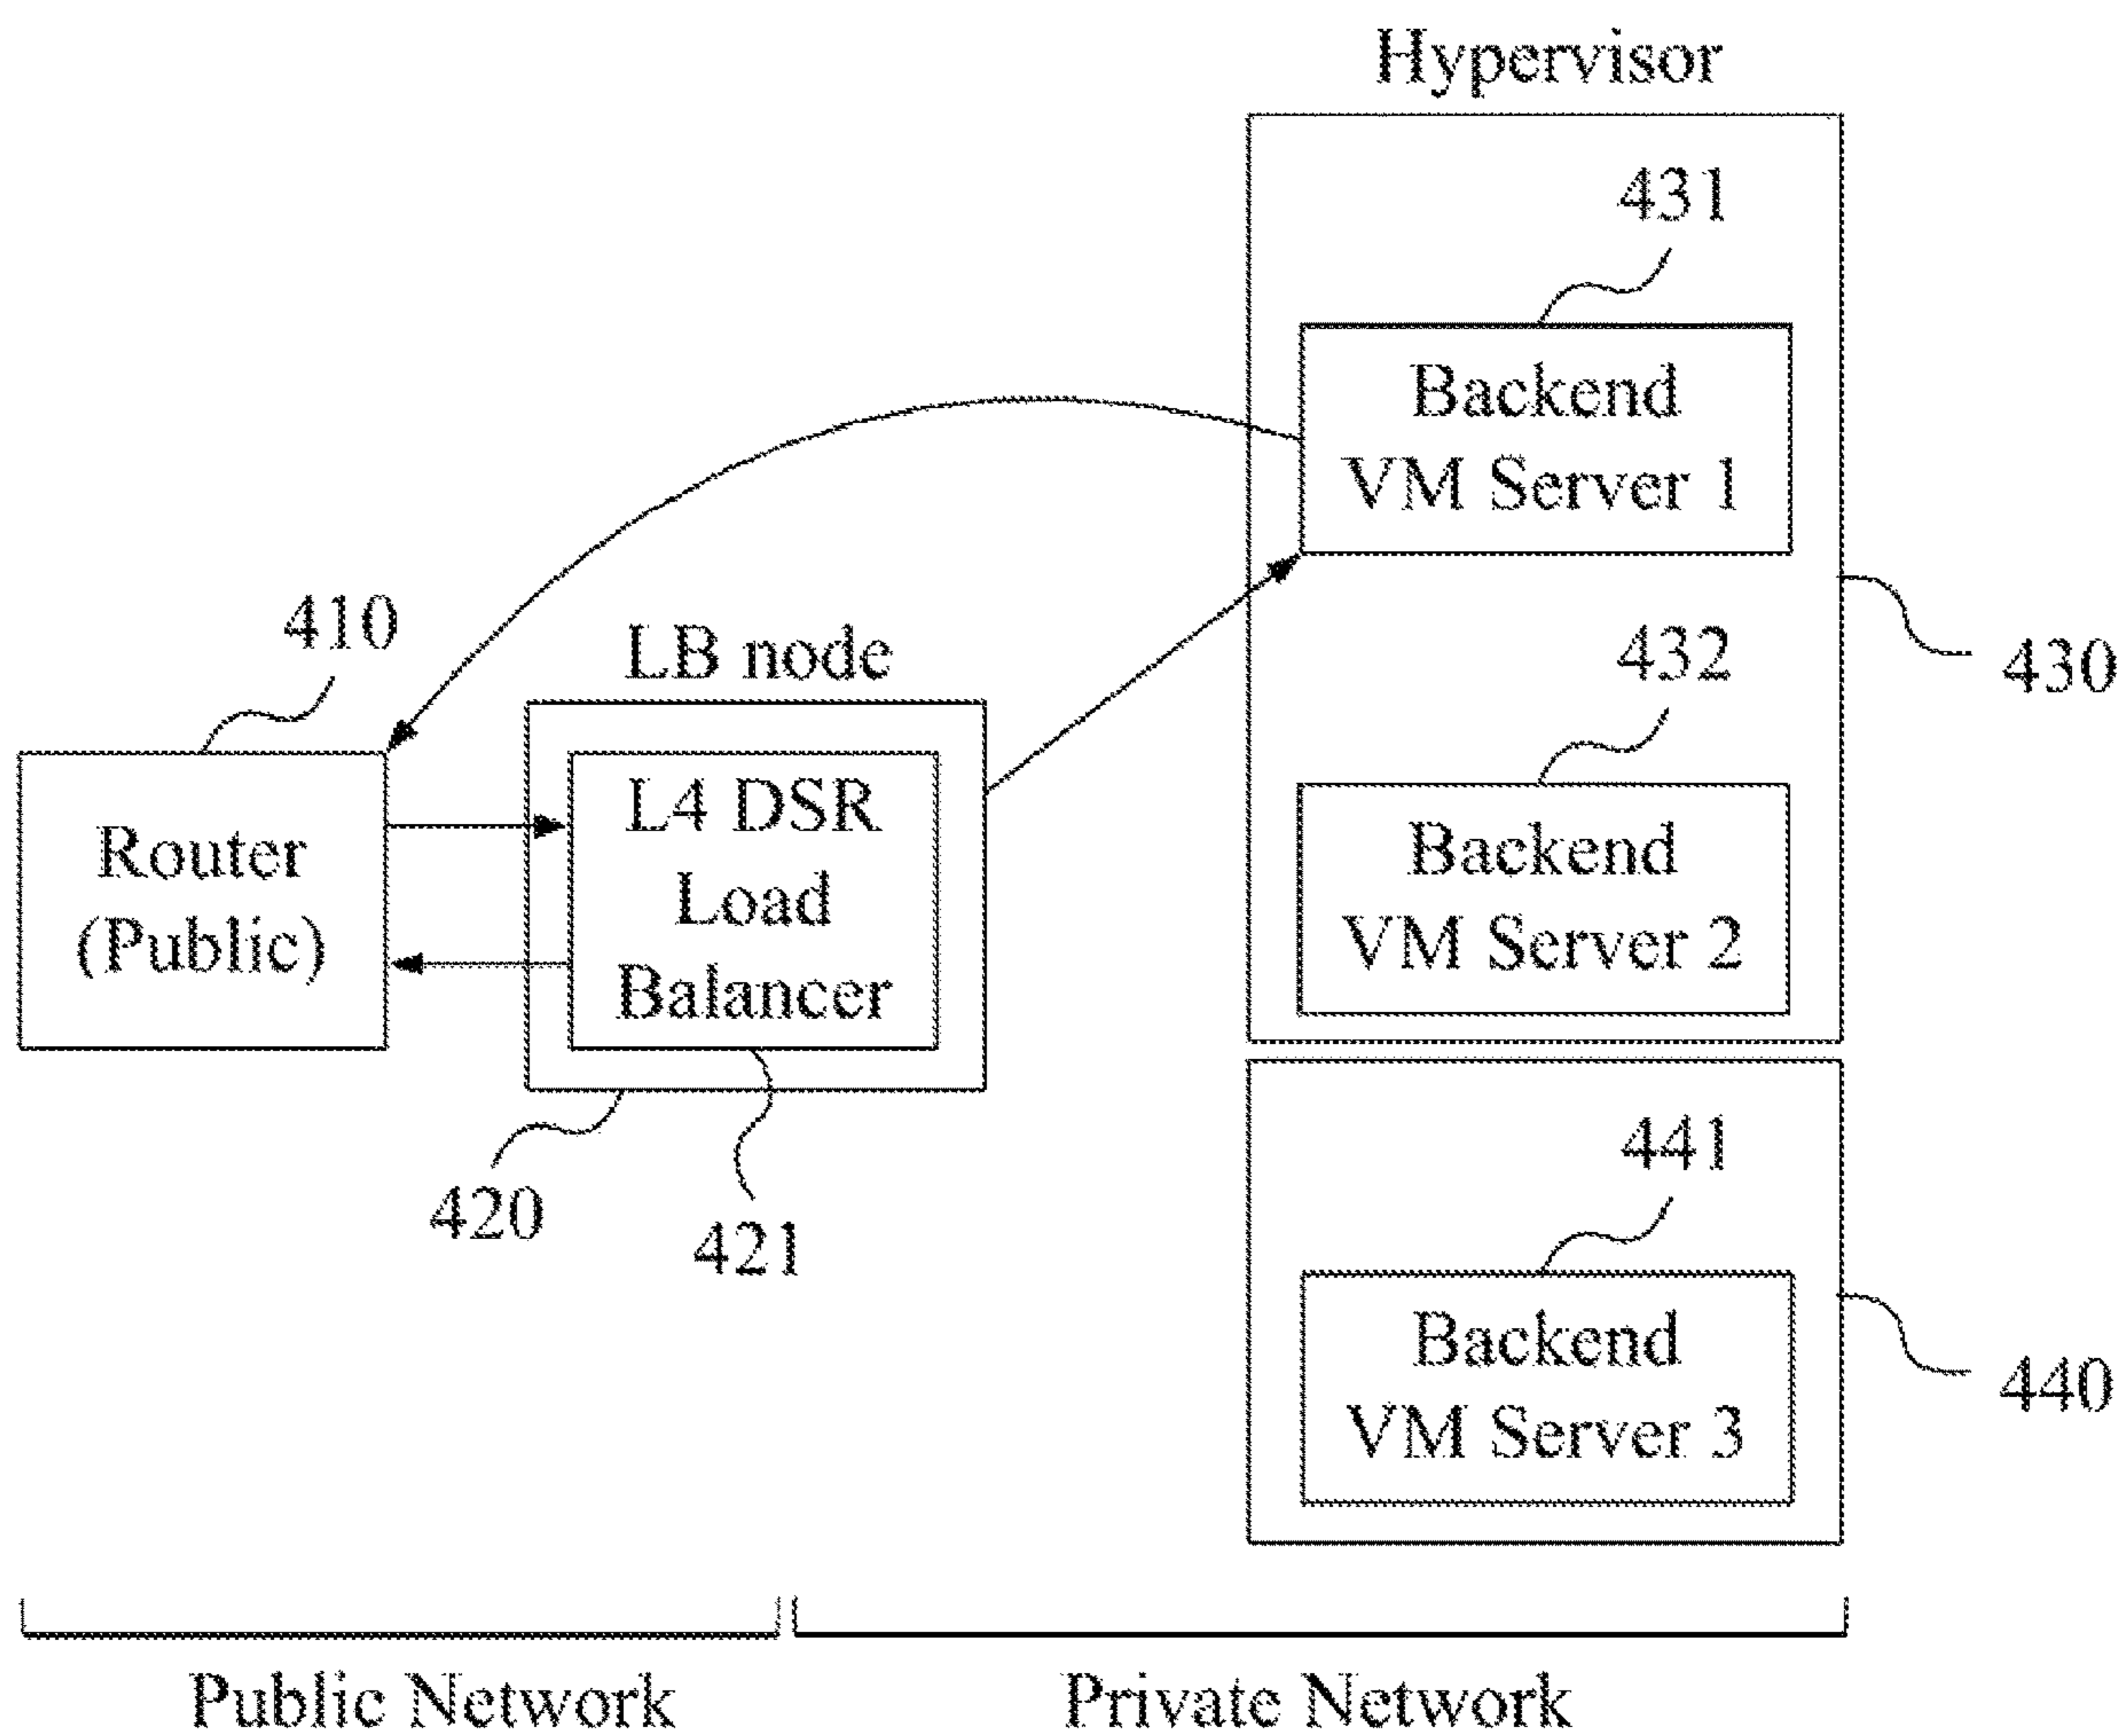 Hypervisor
431
Backend
VM Server 1
430
410
LB node
432
Router
(Public)
L4 DSR
Load
Balancer
Backend
VM Server 2
420
421
441
Backend
VM Server 3
440
Public Network
Private Network